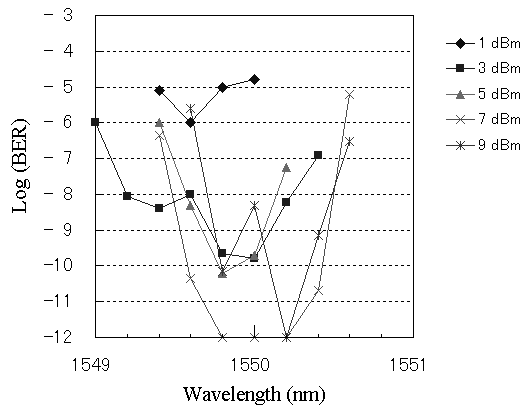 - 3
- 4
- 5
- 6
- 7
- 8
- 9
- 10
- 11
- 12
Log (BER)
1549
1550
1551
Wavelength (nm)
1 dBm
3 dBm
5 dBm
7 dBm
9 dBm